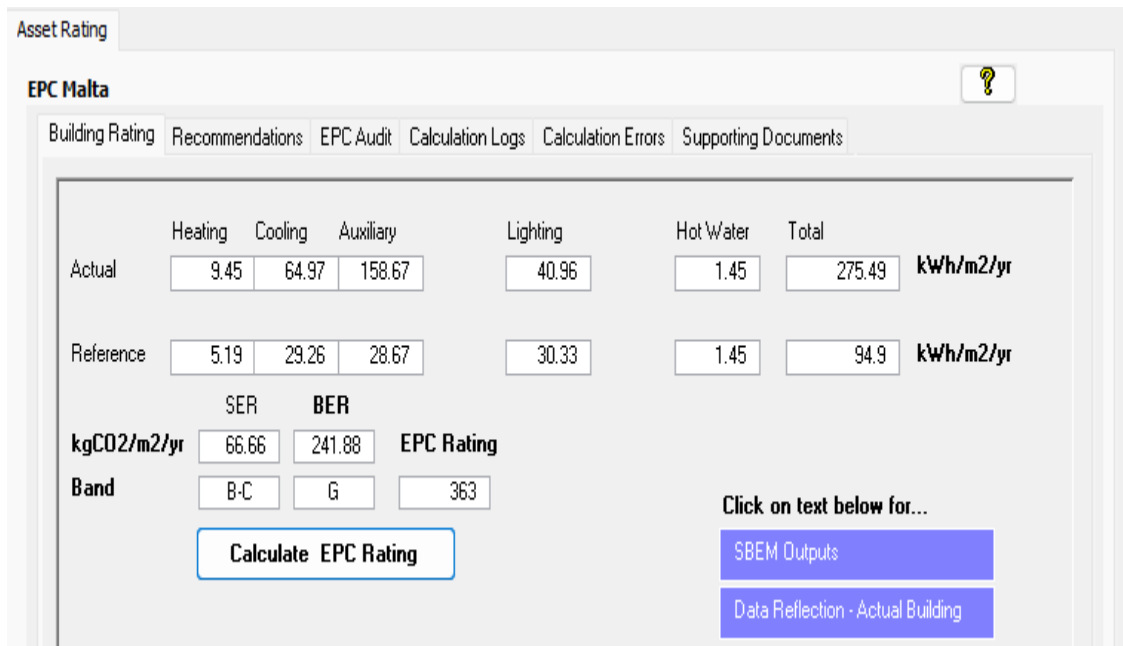 Asset Rating
EPC Malta
?
Building Rating Recommendations EPC Audit Calculation Logs Calculation Errors Supporting Documents
Heating Cooling Auxiliary Lighting Hot Water Total
Actual 9.45 64.97 158.67 40.96 1.45 275.49 kWh/m2/yr
Reference 5.19 29.26 28.67 30.33 1.45 94.9 kWh/m2/yr
SER BER
kgCO2/m2/yr 66.66 241.88 EPC Rating
Band B-C G 363
Click on text below for...
Calculate EPC Rating
SBEM Outputs
Data Reflection - Actual Building